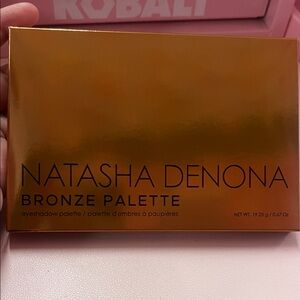 KOBALT
NATASHA DENONA
BRONZE PALETTE
eyeshadow palette / palette d'ombres à paupières
NET WT. 19.25 g / 0.67 Oz